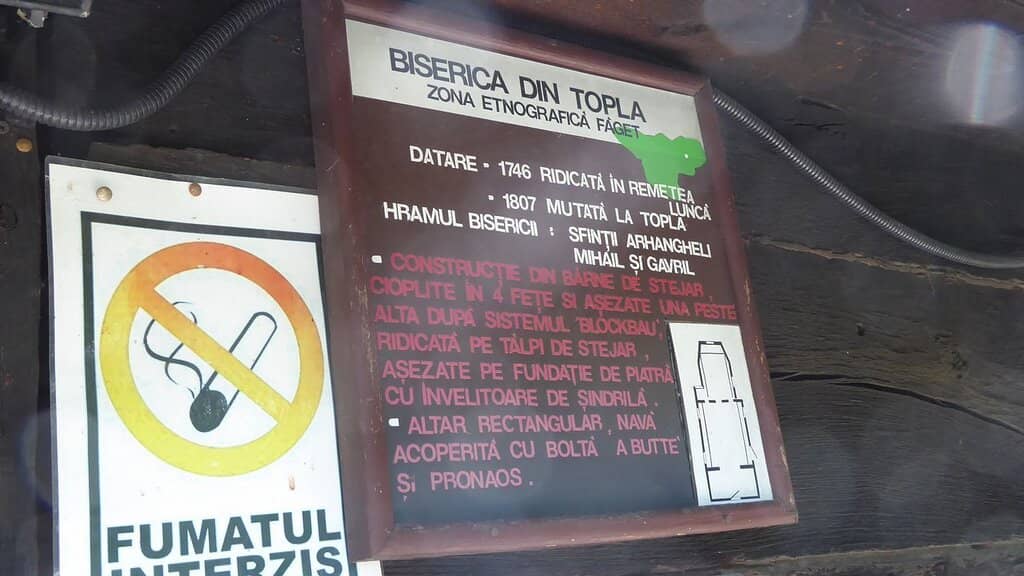 BISERICA DIN TOPLA
ZONA ETNOGRAFICĂ FĂGET
DATARE - 1746 RIDICATĂ ÎN REMETEA
LUNCĂ
- 1807 MUTATĂ LA TOPLA
HRAMUL BISERICII : SFINȚII ARHANGHELI
MIHĂIL ȘI GAVRIL
CONSTRUCȚIE DIN BÂRNE DE STEJAR
CIOPLITE ÎN 4 FEȚE SI AȘEZATE UNA PESTE
ALTA DUPĂ SISTEMUL "BLOCKBAU",
RIDICATĂ PE TĂLPI DE STEJAR ,
AȘEZATE PE FUNDAȚIE DE PIATRĂ
CU ÎNVELITOARE DE ȘINDRILĂ .
ALTAR RECTANGULAR , NAVĂ
ACOPERITĂ CU BOLTĂ A BUTTE
ȘI PRONAOS .
FUMATUL
INTERZIS